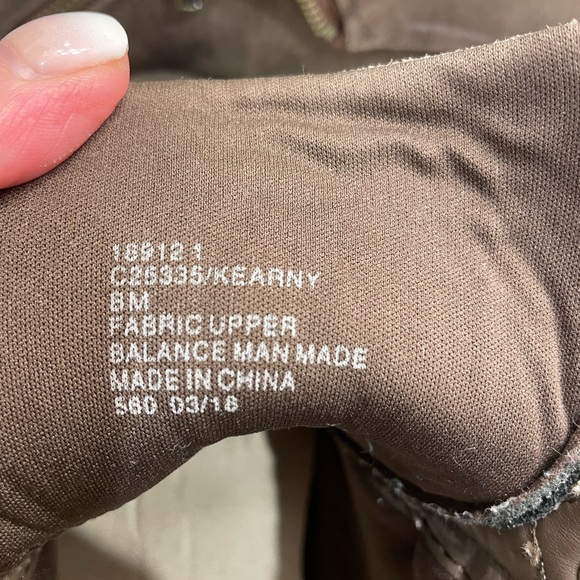 18912 1
C25335/KEARNY
8M
FABRIC UPPER
BALANCE MAN MADE
MADE IN CHINA
560 03/18